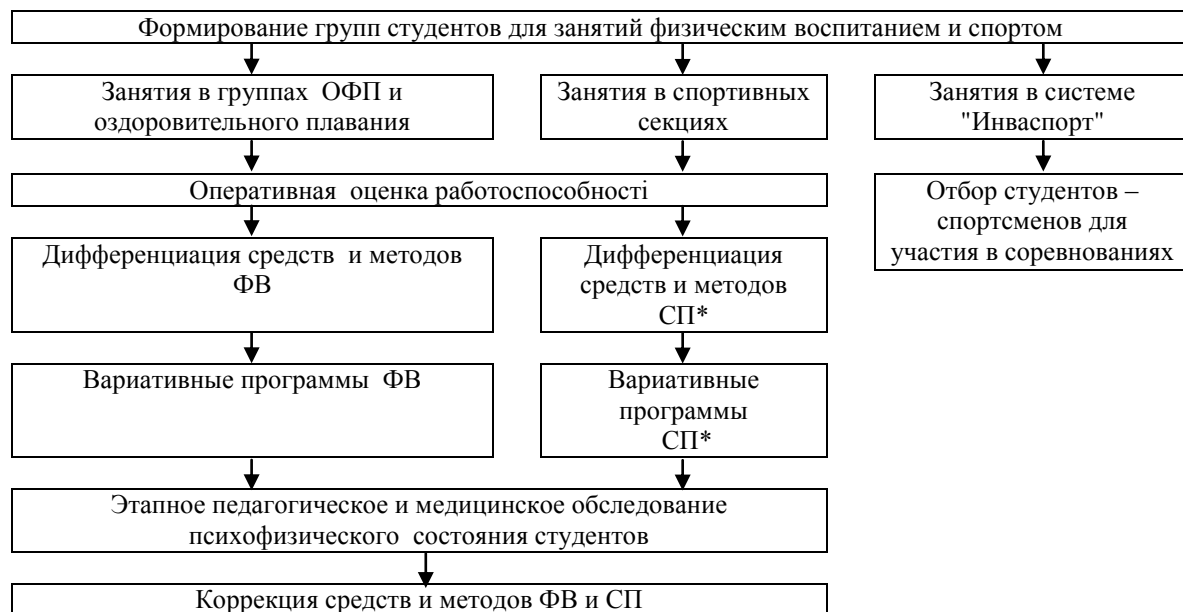 Формирование групп студентов для занятий физическим воспитанием и спортом
Занятия в группах ОФП и
оздоровительного плавания
Занятия в спортивных
секциях
Занятия в системе
"Инваспорт"
Оперативная оценка работоспособності
Отбор студентов –
спортсменов для
участия в соревнованиях
Дифференциация средств и методов
ФВ
Дифференциация
средств и методов
СП*
Вариативные программы ФВ
Вариативные
программы
СП*
Этапное педагогическое и медицинское обследование
психофизического состояния студентов
Коррекция средств и методов ФВ и СП